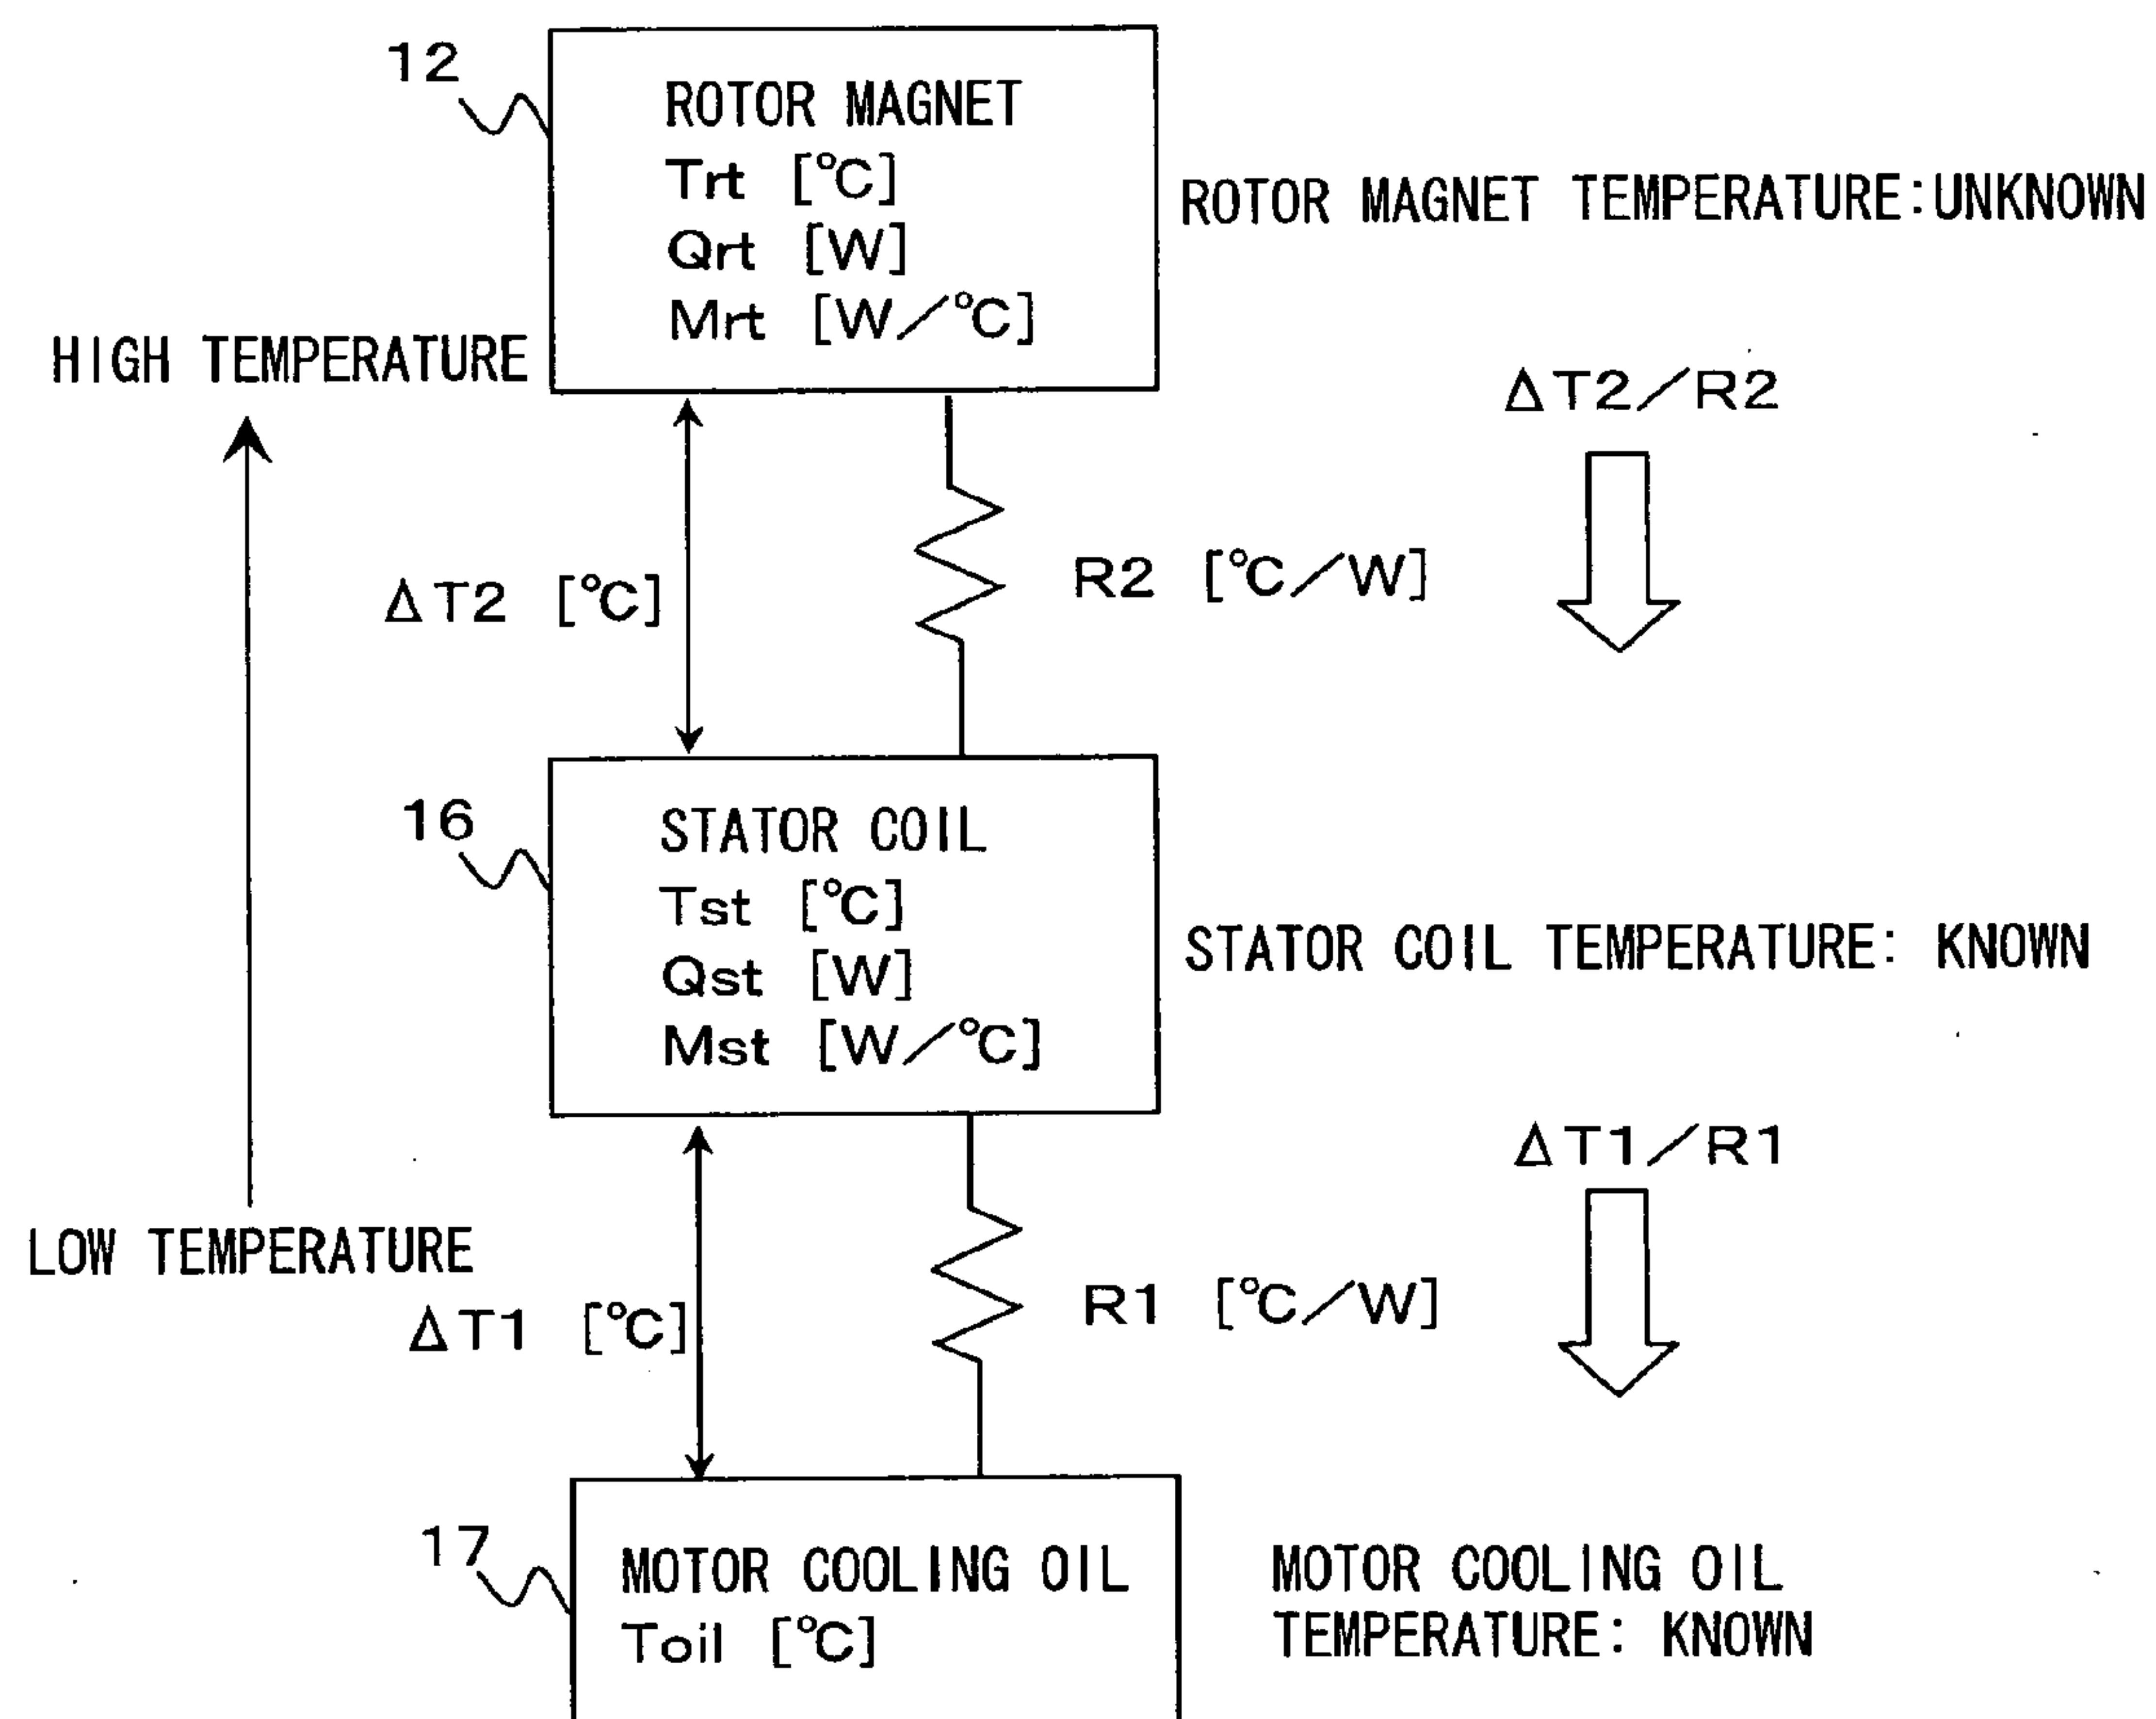 12
ROTOR MAGNET
Trt [℃]
Qrt [W]
Mrt [W/℃]
ROTOR MAGNET TEMPERATURE:UNKNOWN
HIGH TEMPERATURE
ΔT2/R2
ΔT2 [℃]
R2 [℃/W]
16
STATOR COIL
Tst [℃]
Qst [W]
Mst [W/℃]
STATOR COIL TEMPERATURE: KNOWN
ΔT1/R1
LOW TEMPERATURE
ΔT1 [℃]
R1 [℃/W]
17
MOTOR COOLING OIL
Toil [℃]
MOTOR COOLING OIL
TEMPERATURE: KNOWN